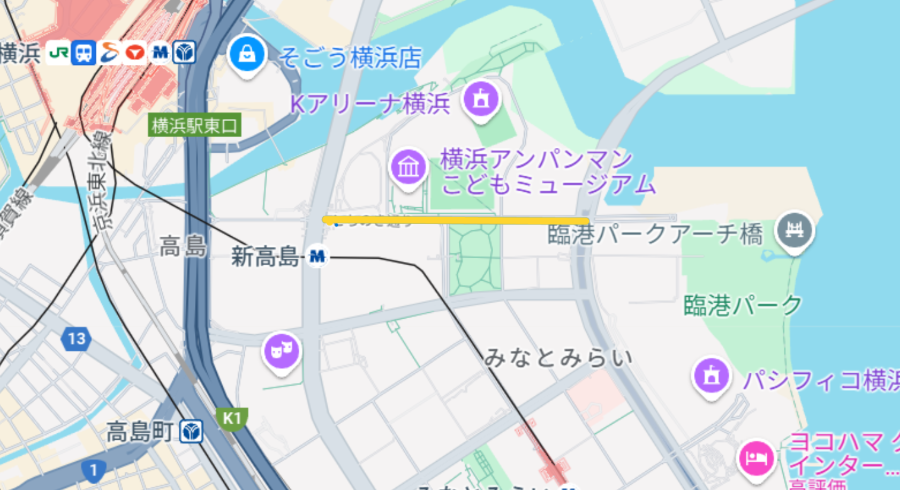 横浜
JR
M
そごう横浜店
Kアリーナ横浜
横浜駅東口
横浜アンパンマン
こどもミュージアム
京浜東北線
高島
新高島
M
臨港パークアーチ橋
臨港パーク
13
みなとみらい
パシフィコ横浜
K1
高島町
1
ヨコハマ グ
インター...
高評価